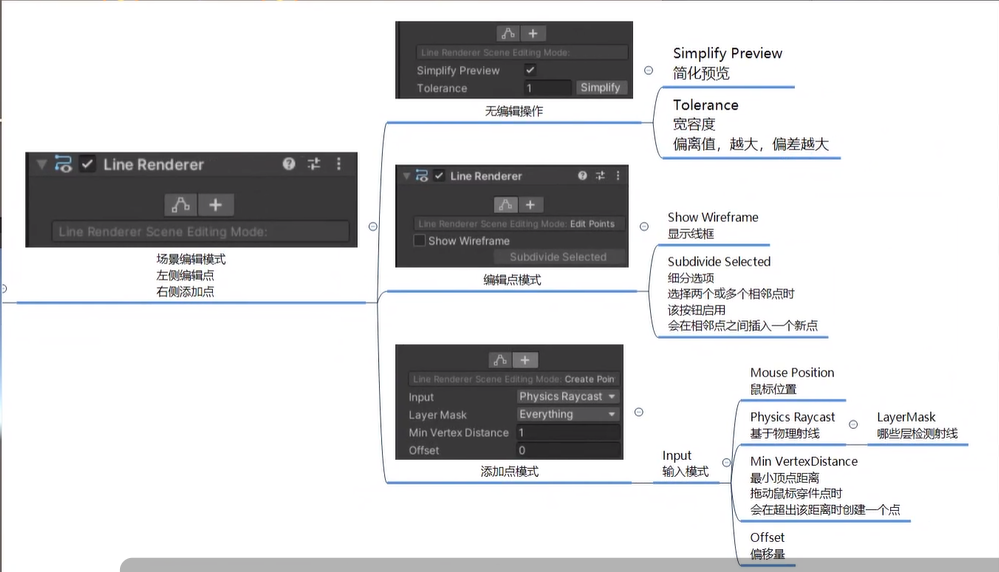 Line Renderer
Line Renderer Scene Editing Mode:
场景编辑模式
左侧编辑点
右侧添加点
Line Renderer Scene Editing Mode:
Simplify Preview
Tolerance
1
Simplify
无编辑操作
Simplify Preview
简化预览
Tolerance
宽容度
偏离值，越大，偏差越大
Line Renderer
Line Renderer Scene Editing Mode: Edit Points
Show Wireframe
Subdivide Selected
编辑点模式
Show Wireframe
显示线框
Subdivide Selected
细分选项
选择两个或多个相邻点时
该按钮启用
会在相邻点之间插入一个新点
Line Renderer Scene Editing Mode: Create Poin
Input Physics Raycast
Layer Mask Everything
Min Vertex Distance 1
Offset 0
添加点模式
Input
输入模式
Mouse Position
鼠标位置
Physics Raycast
基于物理射线
LayerMask
哪些层检测射线
Min VertexDistance
最小顶点距离
拖动鼠标穿件点时
会在超出该距离时创建一个点
Offset
偏移量